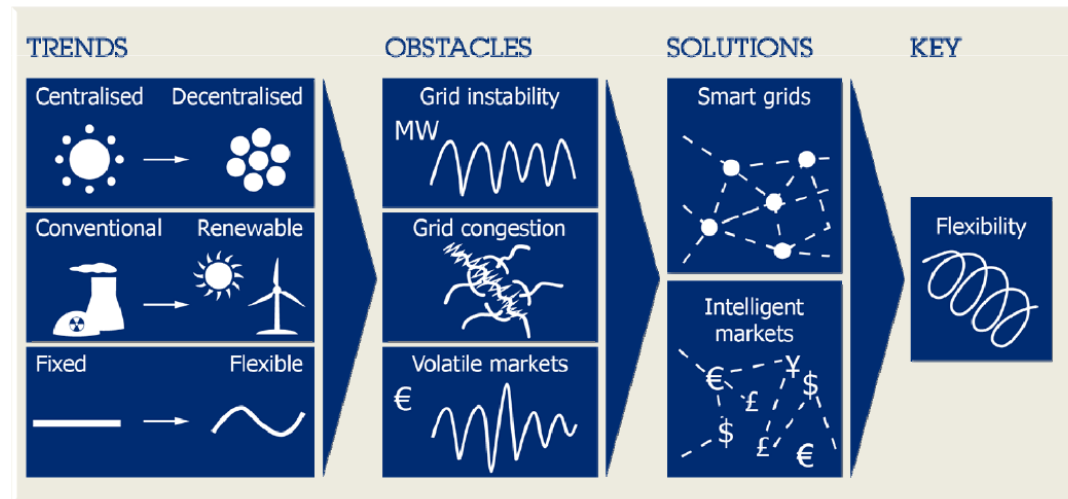 TRENDS
OBSTACLES
SOLUTIONS
KEY
Centralised Decentralised
Conventional Renewable
Fixed Flexible
Grid instability
MW
Grid congestion
Volatile markets
€
Smart grids
Intelligent
markets
€ ¥
£ $
$ £ €
Flexibility